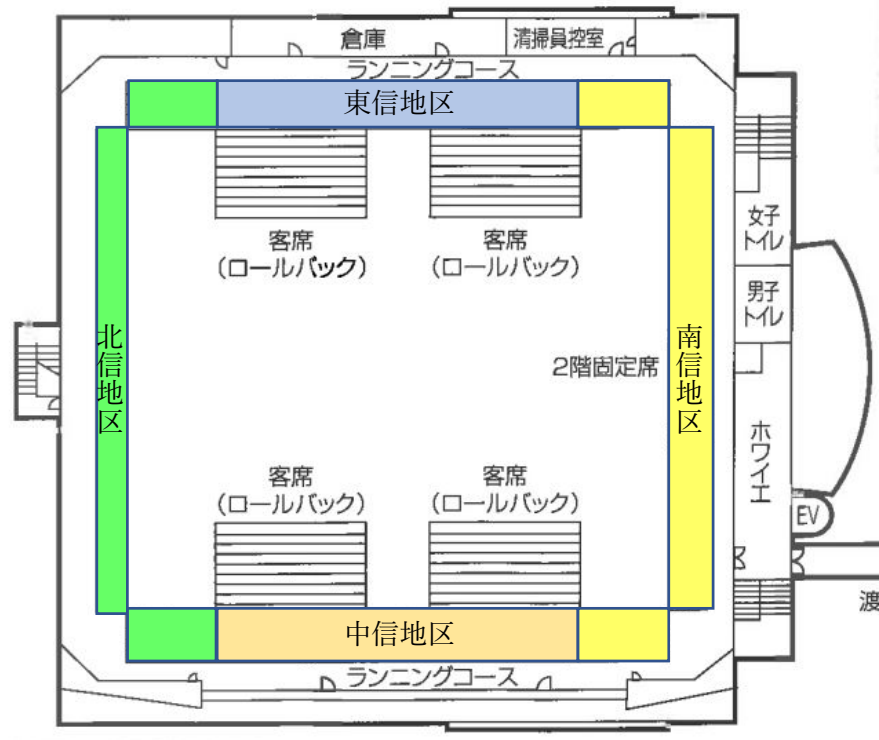 倉庫
清掃員控室
ランニングコース
東信地区
客席
(ロールバック)
客席
(ロールバック)
女子
トイレ
男子
トイレ
北信地区
2階固定席
南信地区
ホワイエ
客席
(ロールバック)
客席
(ロールバック)
EV
渡
中信地区
ランニングコース